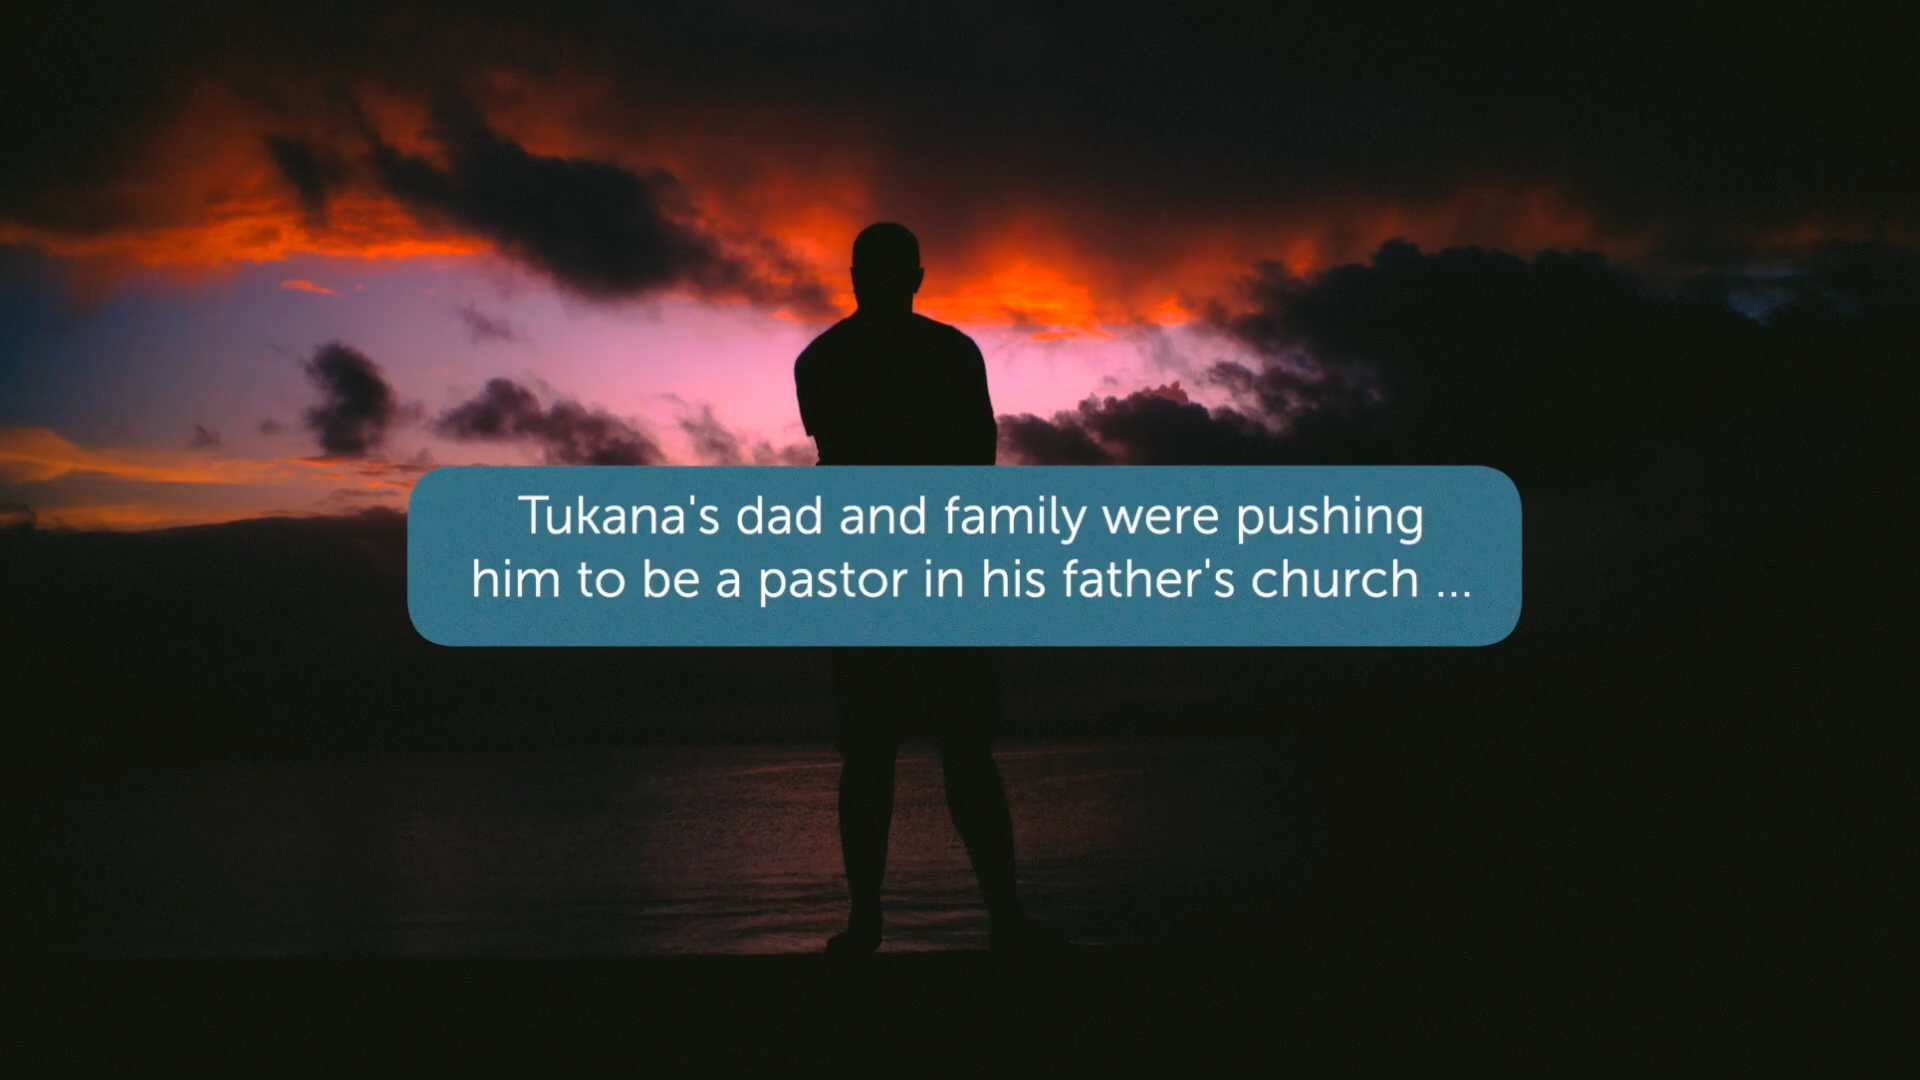 Tukana's dad and family were pushing
him to be a pastor in his father's church ...